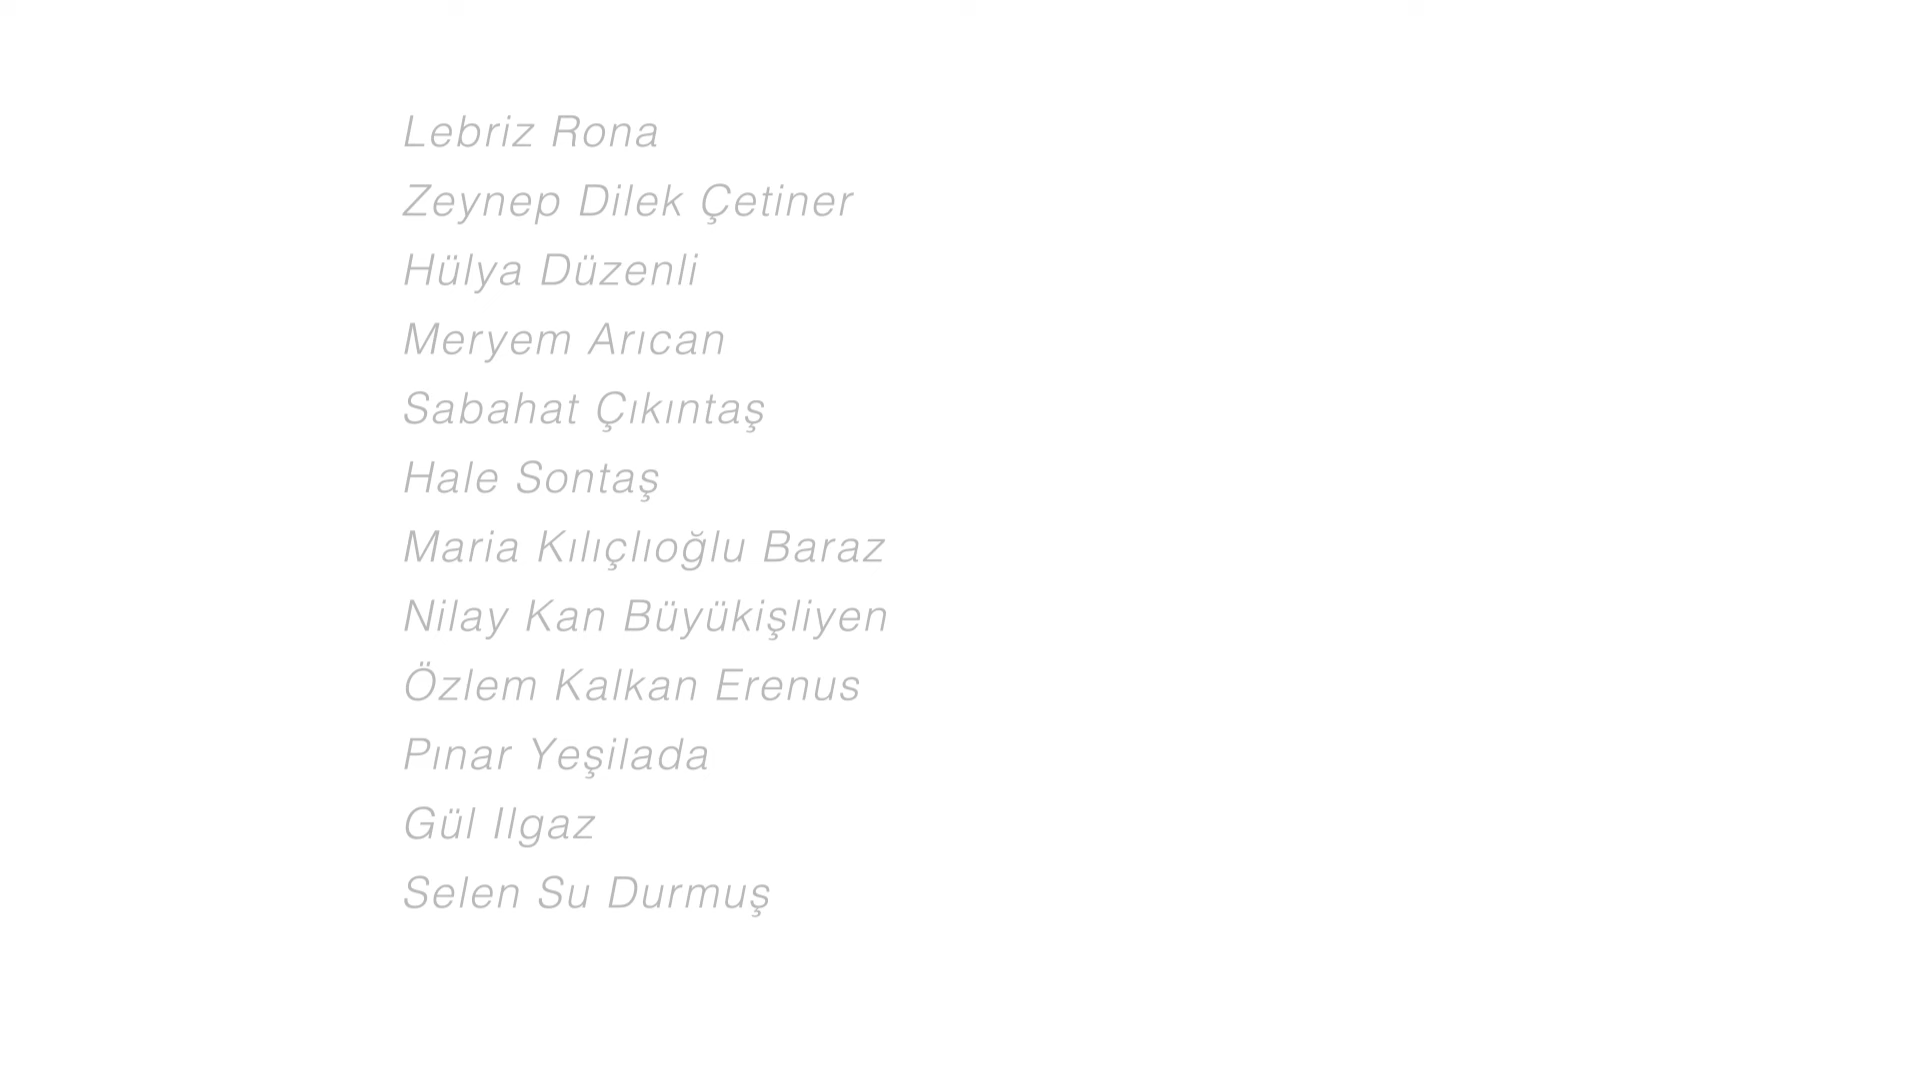 Lebriz Rona
Zeynep Dilek Çetiner
Hülya Düzenli
Meryem Arıcan
Sabahat Çıkıntaş
Hale Sontaş
Maria Kılıçlıoğlu Baraz
Nilay Kan Büyükişliyen
Özlem Kalkan Erenus
Pınar Yeşilada
Gül Ilgaz
Selen Su Durmuş